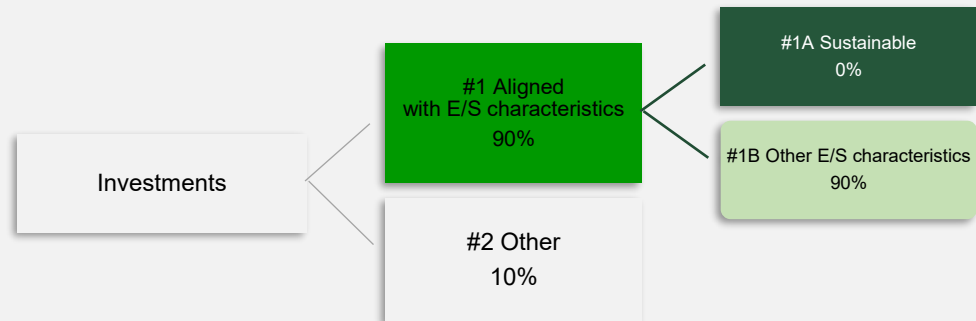 Investments
#1 Aligned
with E/S characteristics
90%
#2 Other
10%
#1A Sustainable
0%
#1B Other E/S characteristics
90%